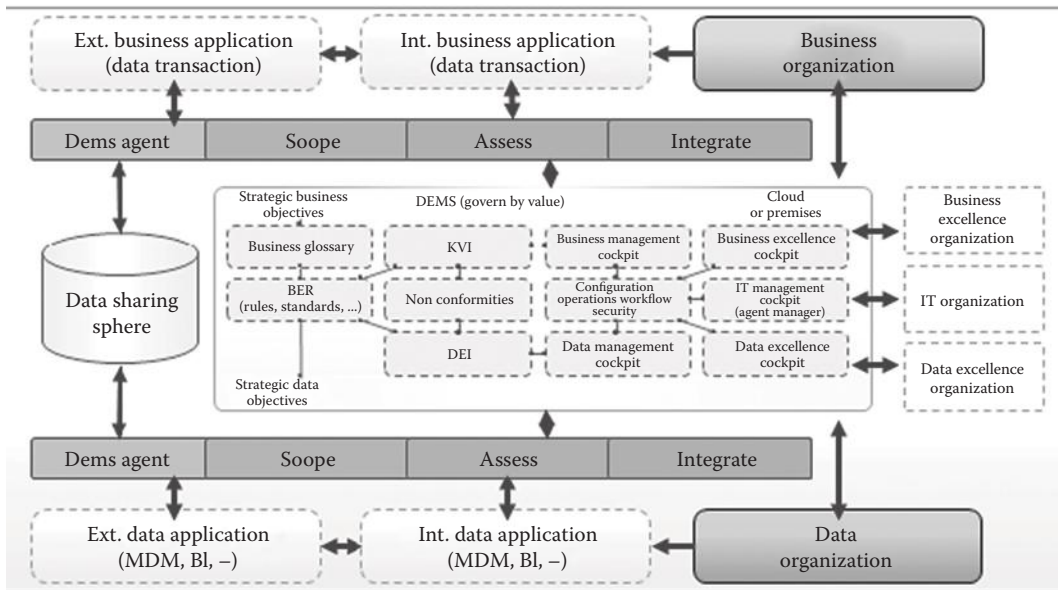 Ext. business application
(data transaction)
Int. business application
(data transaction)
Business
organization
Dems agent
Soope
Assess
Integrate
Strategic business
objectives
DEMS (govern by value)
Cloud
or premises
Business glossary
KVI
Business management
cockpit
Business excellence
cockpit
BER
(rules, standards, ...)
Non conformities
Configuration
operations workflow
security
IT management
cockpit
(agent manager)
DEI
Data management
cockpit
Data excellence
cockpit
Strategic data
objectives
Data sharing
sphere
Business
excellence
organization
IT organization
Data excellence
organization
Dems agent
Soope
Assess
Integrate
Ext. data application
(MDM, Bl, –)
Int. data application
(MDM, Bl, –)
Data
organization